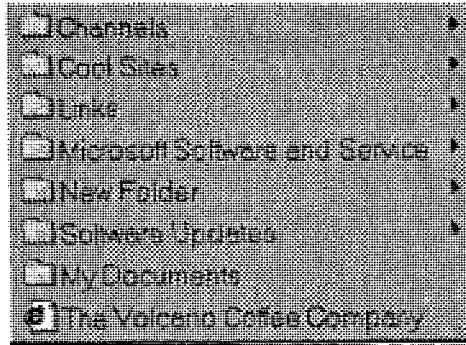 Channels
Cool Sites
Links
Microsoft Software and Service
New Folder
Software Updates
My Documents
The Volcano Coffee Company